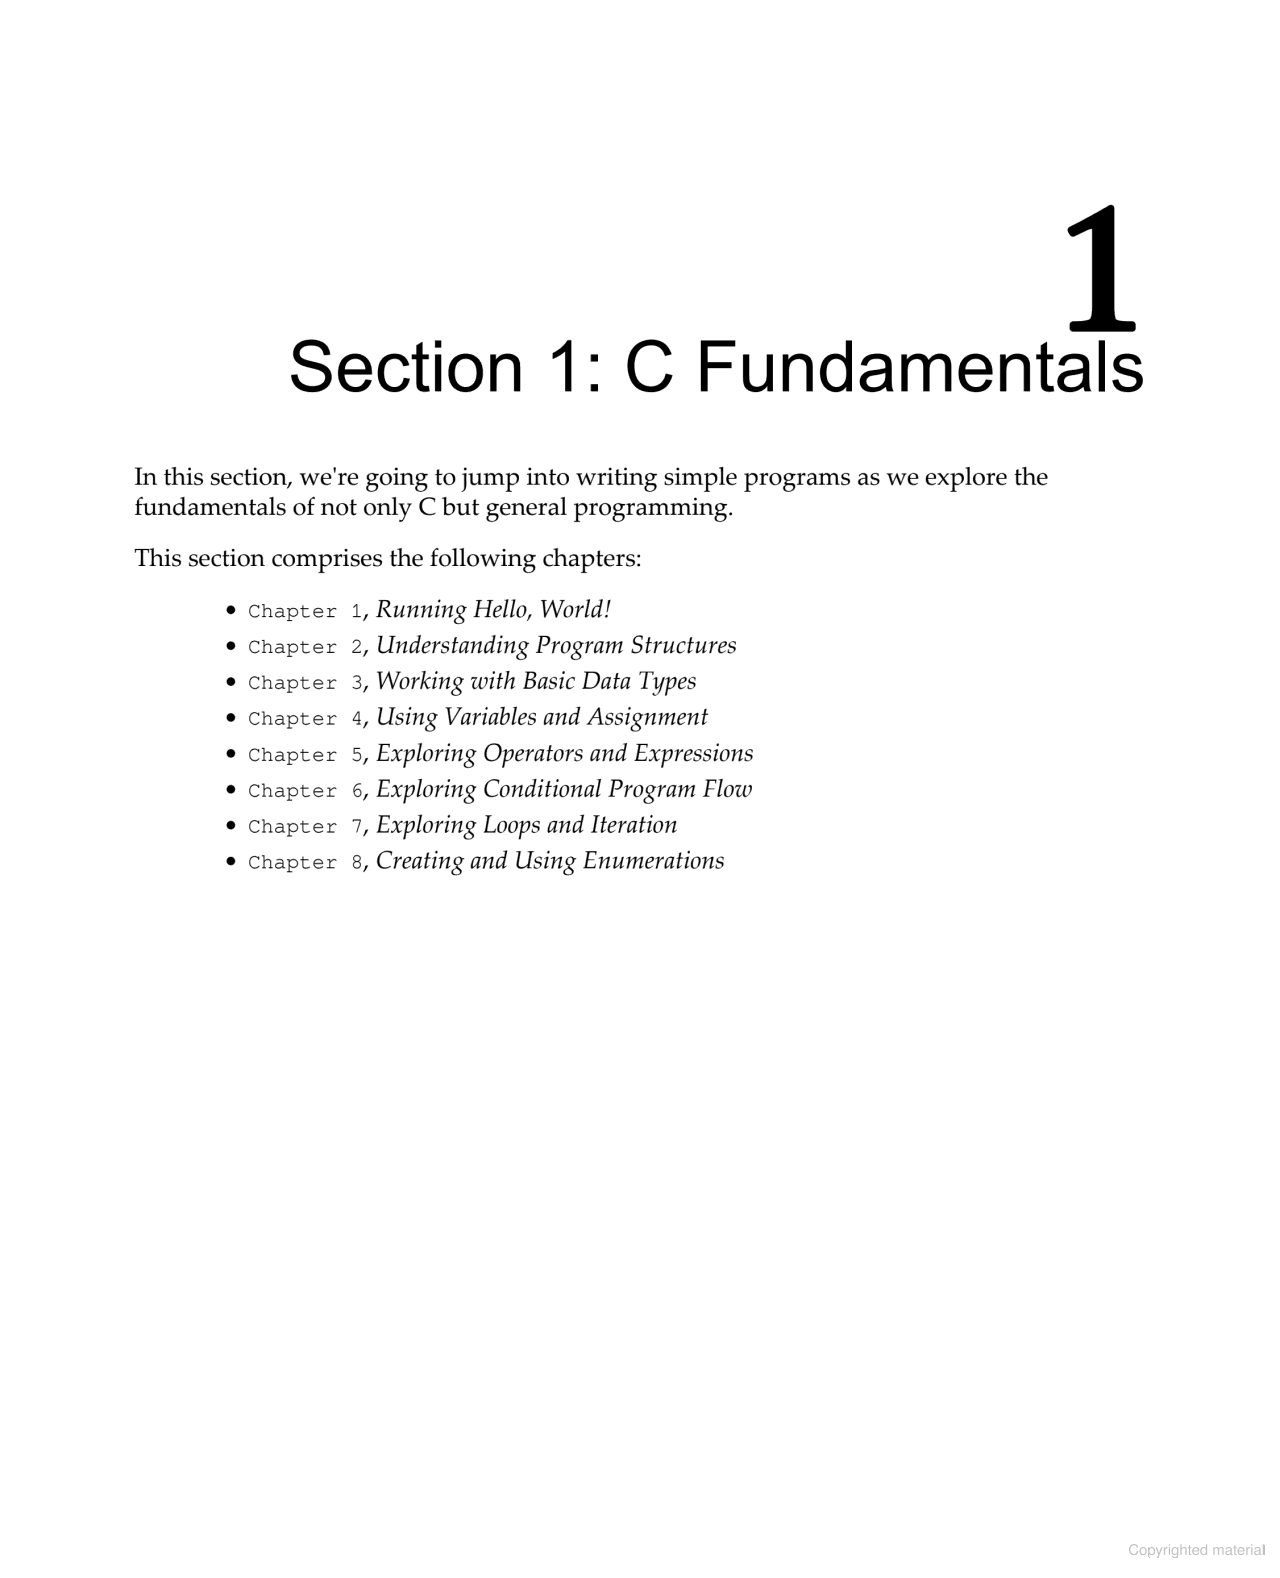 1
Section 1: C Fundamentals
In this section, we're going to jump into writing simple programs as we explore the
fundamentals of not only C but general programming.
This section comprises the following chapters:
• Chapter 1, Running Hello, World!
• Chapter 2, Understanding Program Structures
• Chapter 3, Working with Basic Data Types
• Chapter 4, Using Variables and Assignment
• Chapter 5, Exploring Operators and Expressions
• Chapter 6, Exploring Conditional Program Flow
• Chapter 7, Exploring Loops and Iteration
• Chapter 8, Creating and Using Enumerations
Copyrighted material